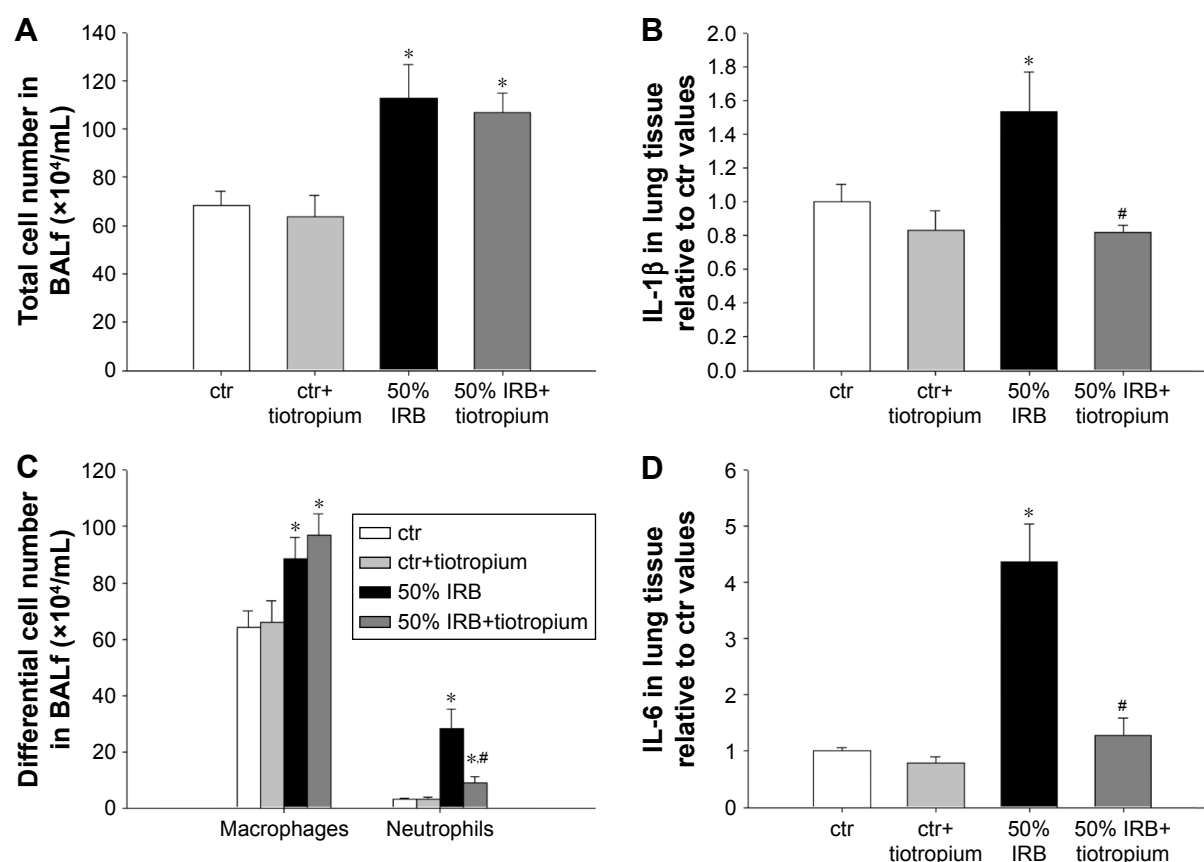 A
Total cell number in
BALf (×10⁴/mL)
140
120
100
80
60
40
20
0
*
*
ctr
ctr+
tiotropium
50%
IRB
50% IRB+
tiotropium
B
IL-1β in lung tissue
relative to ctr values
2.0
1.8
1.6
1.4
1.2
1.0
0.8
0.6
0.4
0.2
0.0
*
#
ctr
ctr+
tiotropium
50%
IRB
50% IRB+
tiotropium
C
Differential cell number
in BALf (×10⁴/mL)
120
100
80
60
40
20
0
*
*
*
*,#
ctr
ctr+tiotropium
50% IRB
50% IRB+tiotropium
Macrophages
Neutrophils
D
IL-6 in lung tissue
relative to ctr values
6
5
4
3
2
1
0
*
#
ctr
ctr+
tiotropium
50%
IRB
50% IRB+
tiotropium